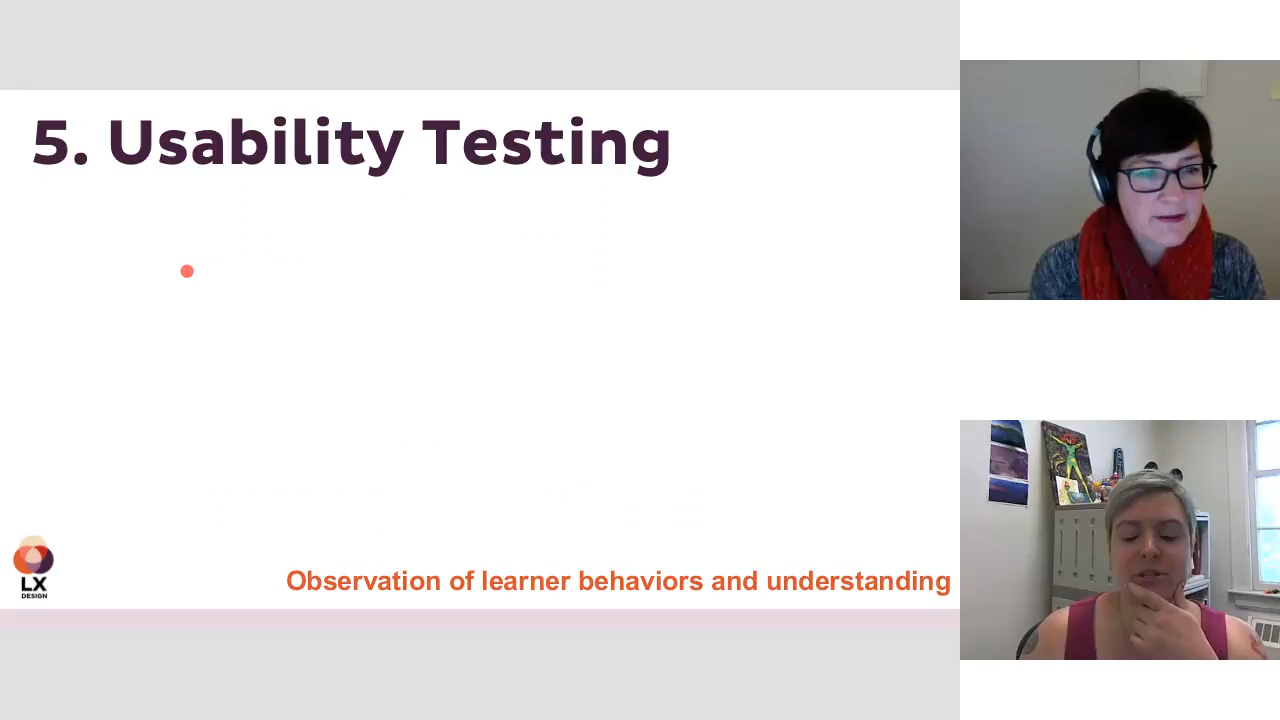 5. Usability Testing
LX
DESIGN
Observation of learner behaviors and understanding